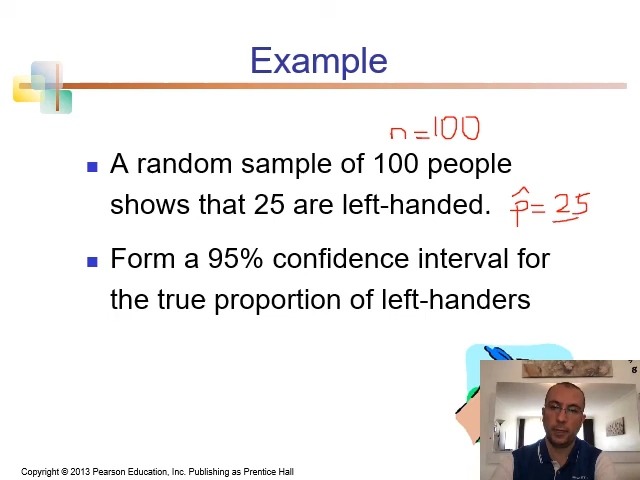 Example
n = 100
A random sample of 100 people
shows that 25 are left-handed.
p̂ = 25
Form a 95% confidence interval for
the true proportion of left-handers
Copyright © 2013 Pearson Education, Inc. Publishing as Prentice Hall